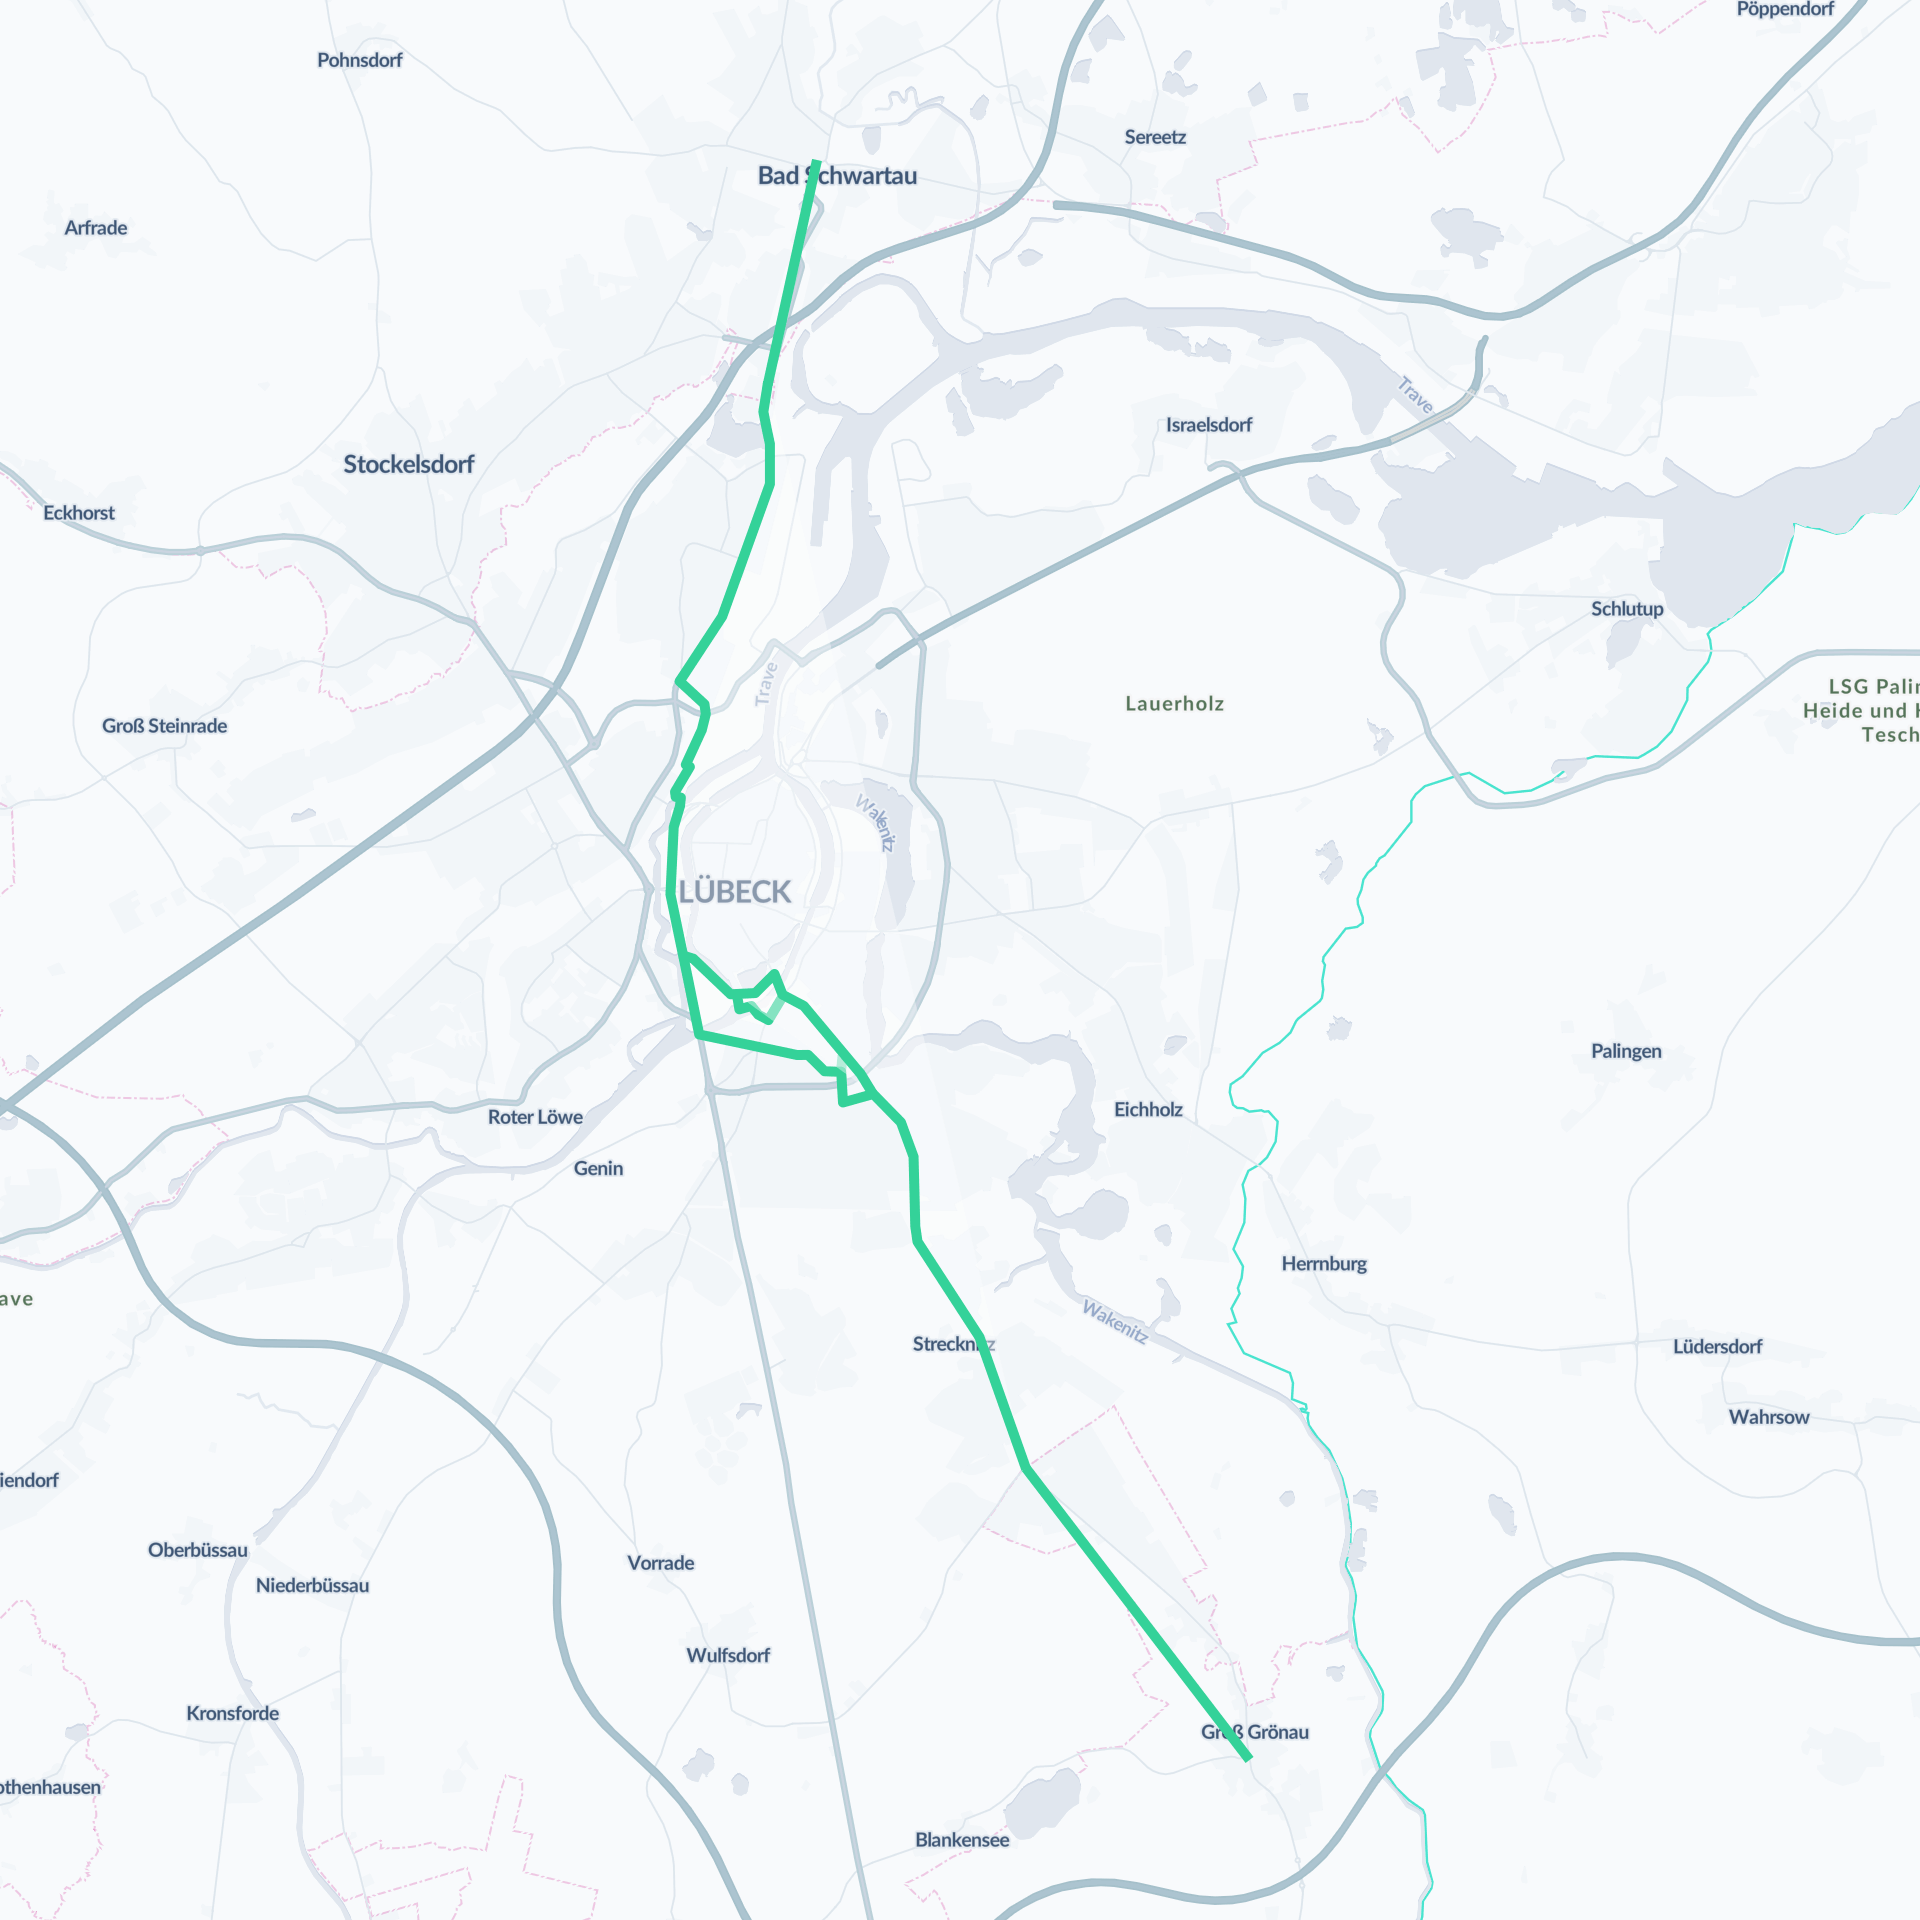 Pöppendorf
Pohnsdorf
Sereetz
Bad Schwartau
Arfrade
Trave
Israelsdorf
Stockelsdorf
Eckhorst
Schlutup
Trave
LSG Palin
Heide und
Tesch
Lauerholz
Groß Steinrade
Wakenitz
LÜBECK
Palingen
Eichholz
Roter Löwe
Genin
Herrnburg
ave
Wakenitz
Strecknitz
Lüdersdorf
Wahrsow
iendorf
Oberbüssau
Vorrade
Niederbüssau
Wulfsdorf
Kronsforde
Groß Grönau
othenhausen
Blankensee